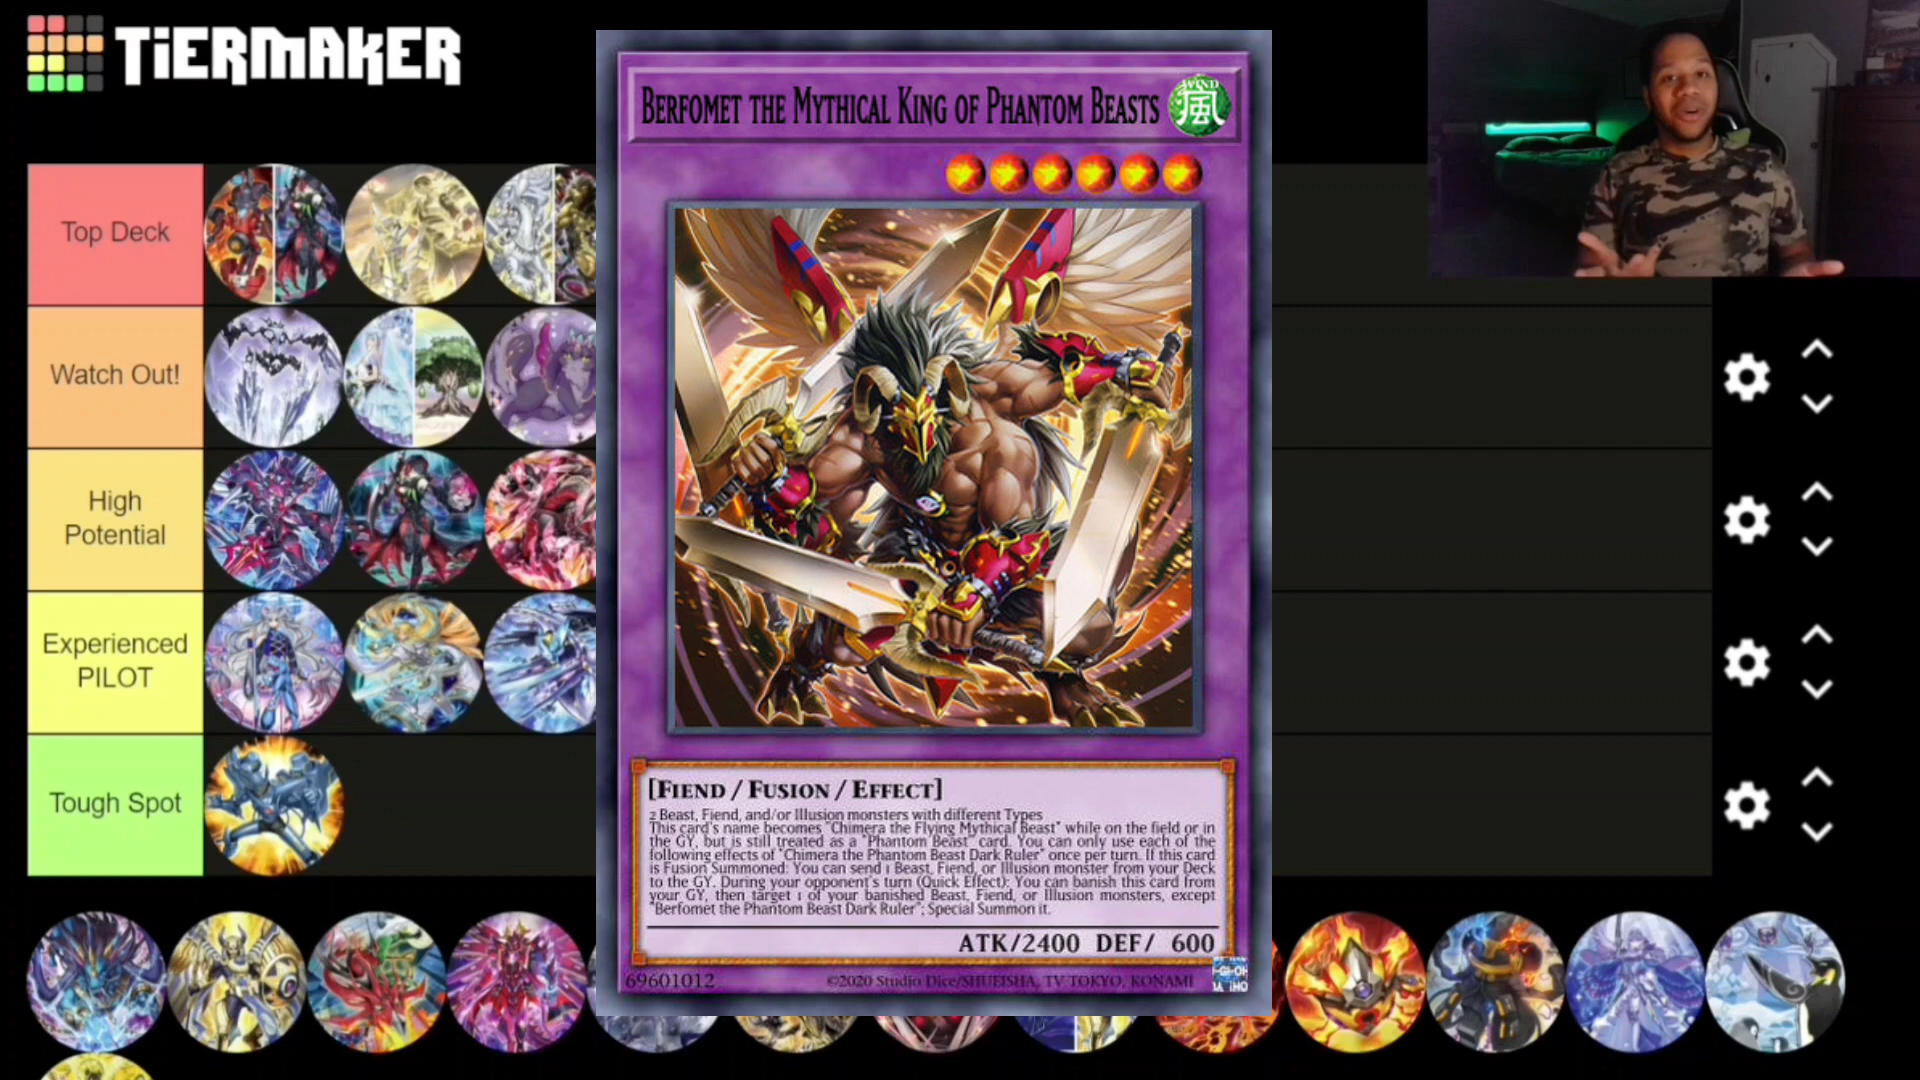 TiERMAKER
BERFOMET THE MYTHICAL KING OF PHANTOM BEASTS
WIND
風
Top Deck
Watch Out!
High
Potential
Experienced
PILOT
Tough Spot
[FIEND / FUSION / EFFECT]
2 Beast, Fiend, and/or Illusion monsters with different Types
This card's name becomes "Chimera the Flying Mythical Beast" while on the field or in
the GY, but is still treated as a "Phantom Beast" card. You can only use each of the
following effects of "Chimera the Phantom Beast Dark Ruler" once per turn. If this card
is Fusion Summoned: You can send 1 Beast, Fiend, or Illusion monster from your Deck
to the GY. During your opponent's turn (Quick Effect): You can banish this card from
your GY, then target 1 of your banished Beast, Fiend, or Illusion monsters, except
"Berfomet the Phantom Beast Dark Ruler"; Special Summon it.
ATK/2400 DEF/ 600
69601012
©2020 Studio Dice/SHUEISHA, TV TOKYO, KONAMI